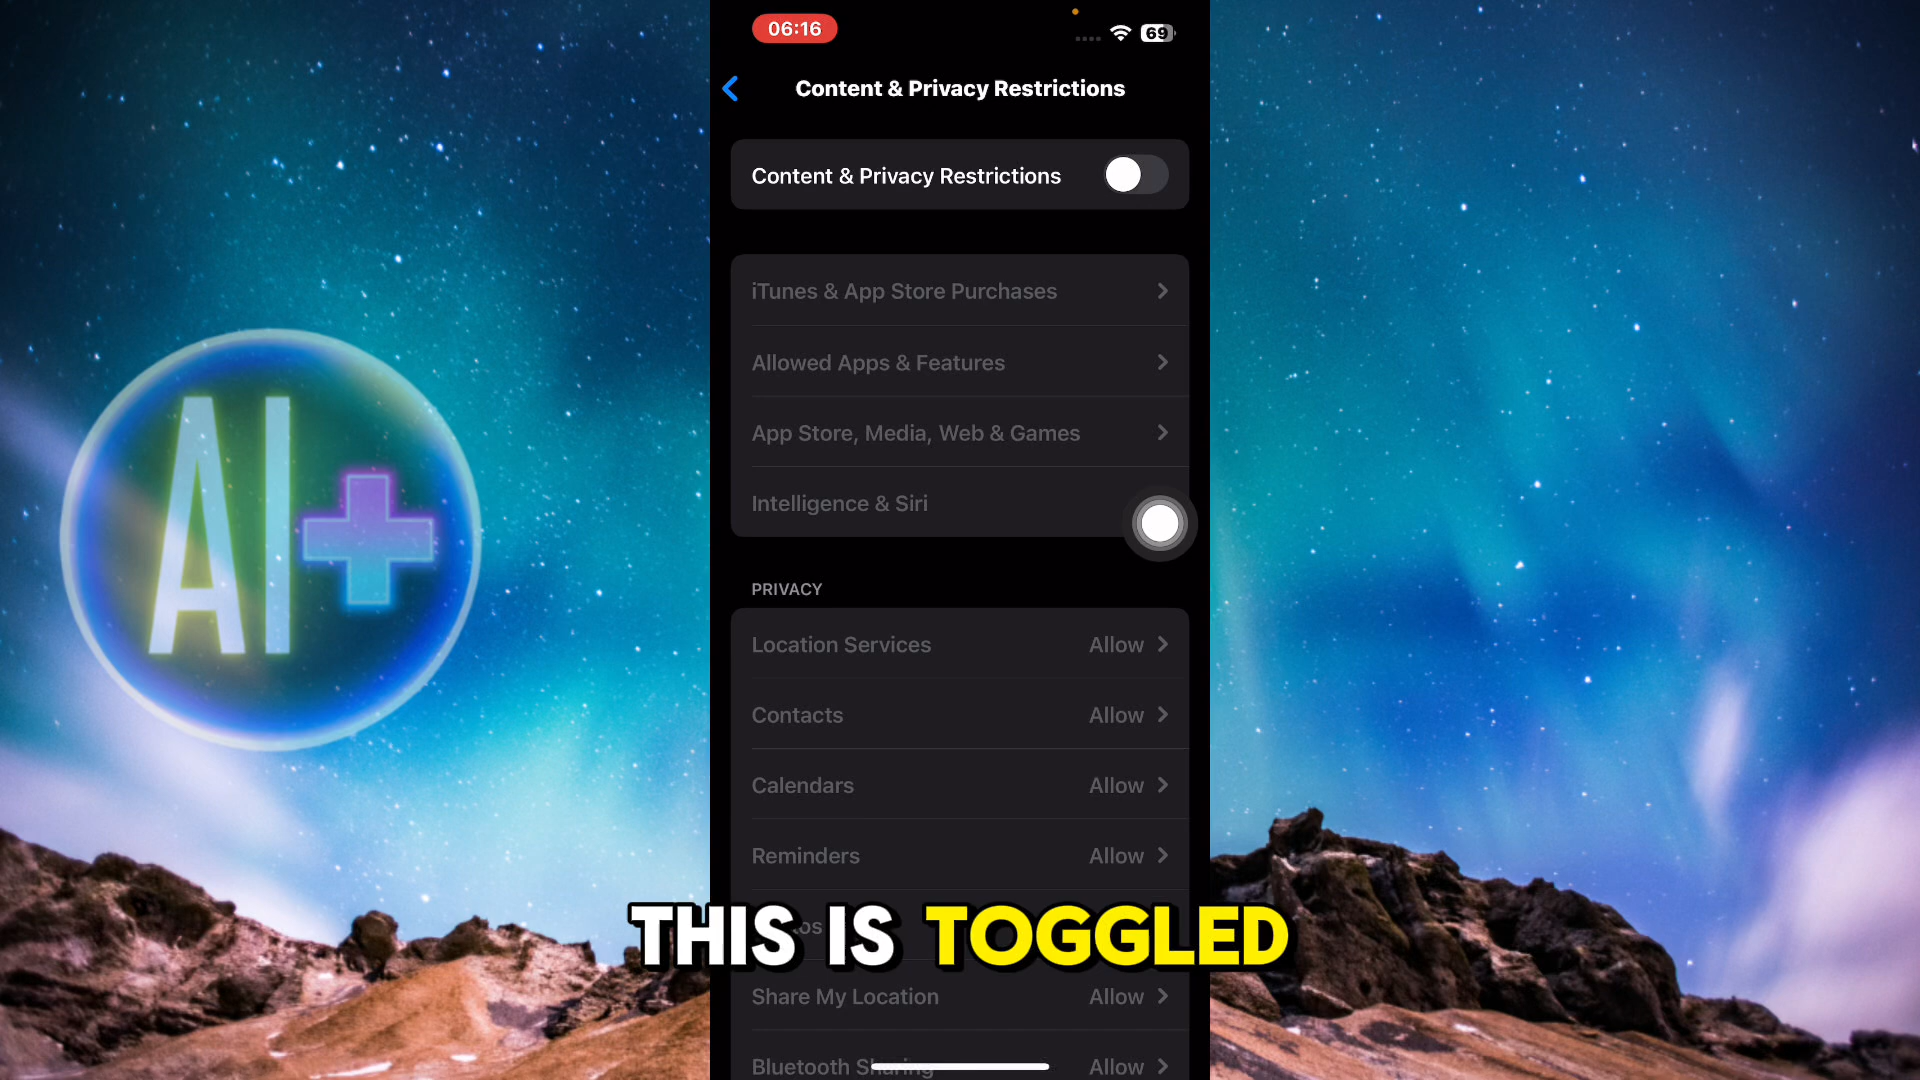 06:16
69
Content & Privacy Restrictions
Content & Privacy Restrictions
iTunes & App Store Purchases
Allowed Apps & Features
App Store, Media, Web & Games
Intelligence & Siri
PRIVACY
Location Services Allow
Contacts Allow
Calendars Allow
Reminders Allow
THIS IS TOGGLED
Share My Location Allow
Bluetooth Sharing Allow
AI+